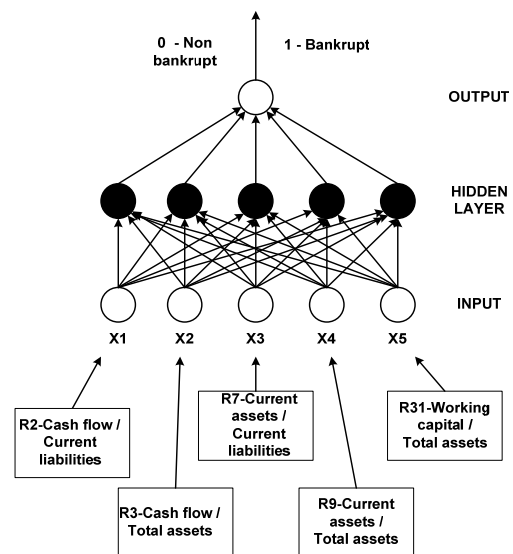 0 - Non
bankrupt
1 - Bankrupt
OUTPUT
HIDDEN
LAYER
INPUT
X1
X2
X3
X4
X5
R2-Cash flow /
Current
liabilities
R3-Cash flow /
Total assets
R7-Current
assets /
Current
liabilities
R9-Current
assets /
Total assets
R31-Working
capital /
Total assets